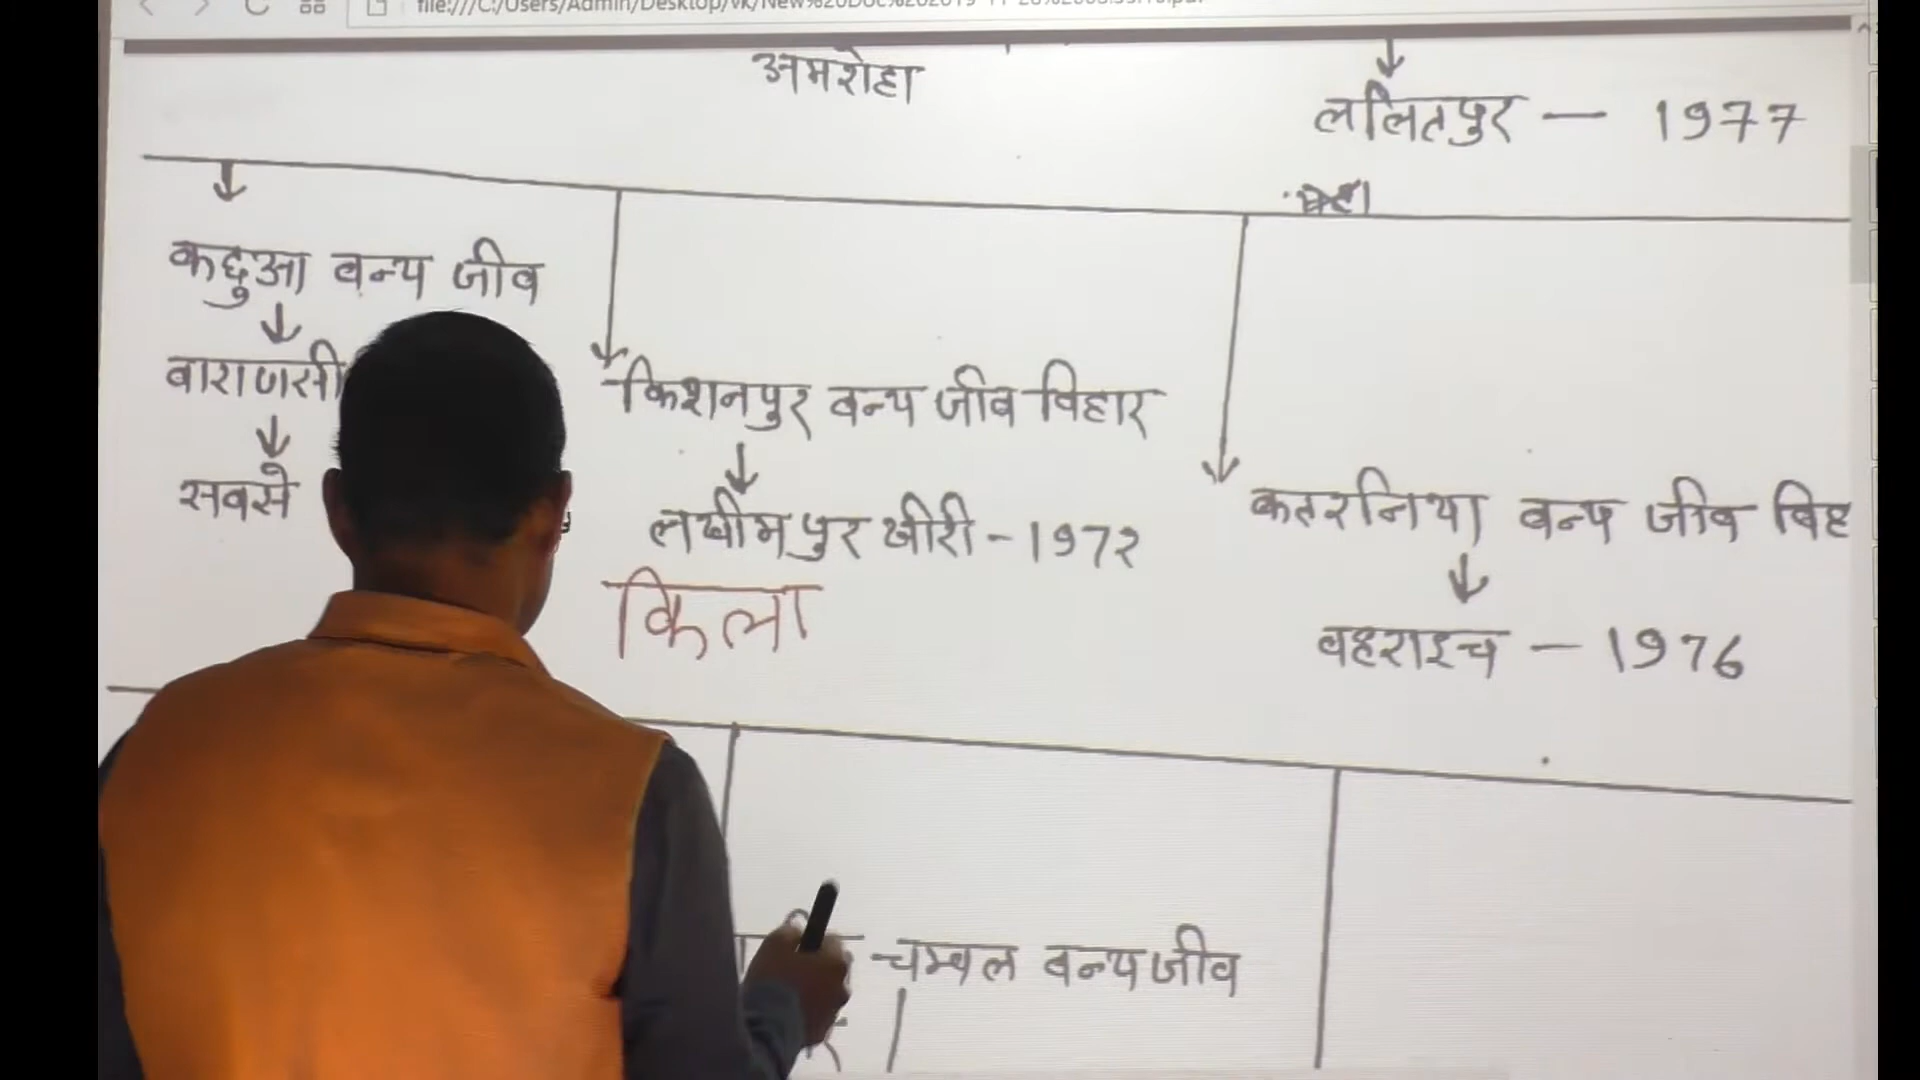 अमरोहा
ललितपुर — 1977
कछुआ वन्य जीव
वाराणसी
सबसे
किशनपुर वन्य जीव विहार
लखीमपुर खीरी - 1972
किला
कतरनिया वन्य जीव विह
बहराइच — 1976
चम्बल वन्यजीव